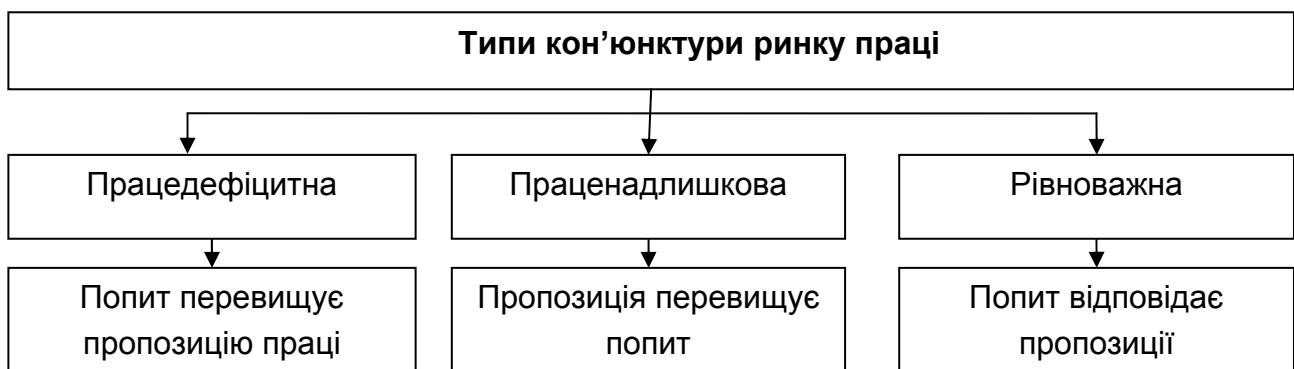 Типи кон’юнктури ринку праці
Працедефіцитна
Праценадлишкова
Рівноважна
Попит перевищує
пропозицію праці
Пропозиція перевищує
попит
Попит відповідає
пропозиції